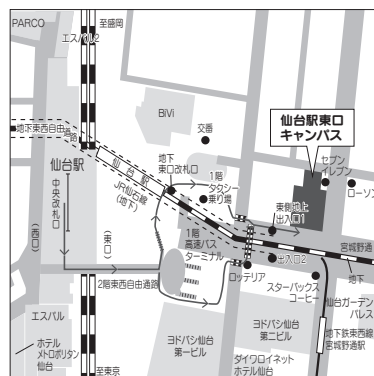 PARCO
至盛岡
エスパル2
BiVi
交番
仙台駅東口
キャンパス
セブン
イレブン
ローソン
地下東西自由通路
仙台駅
仙台駅
JR仙石線
(地下)
地下
東口改札口
1階
タクシー
乗り場
中央改札口
(西口)
(東口)
1階
高速バス
ターミナル
東側地上
出入口1
宮城野通
出入口2
地下
ロッテリア
スターバックス
コーヒー
仙台ガーデン
パレス
2階東西自由通路
エスパル
ヨドバシ仙台
第一ビル
ヨドバシ仙台
第二ビル
地下鉄東西線
宮城野通駅
ホテル
メトロポリタン
仙台
至東京
ダイワロイネット
ホテル仙台